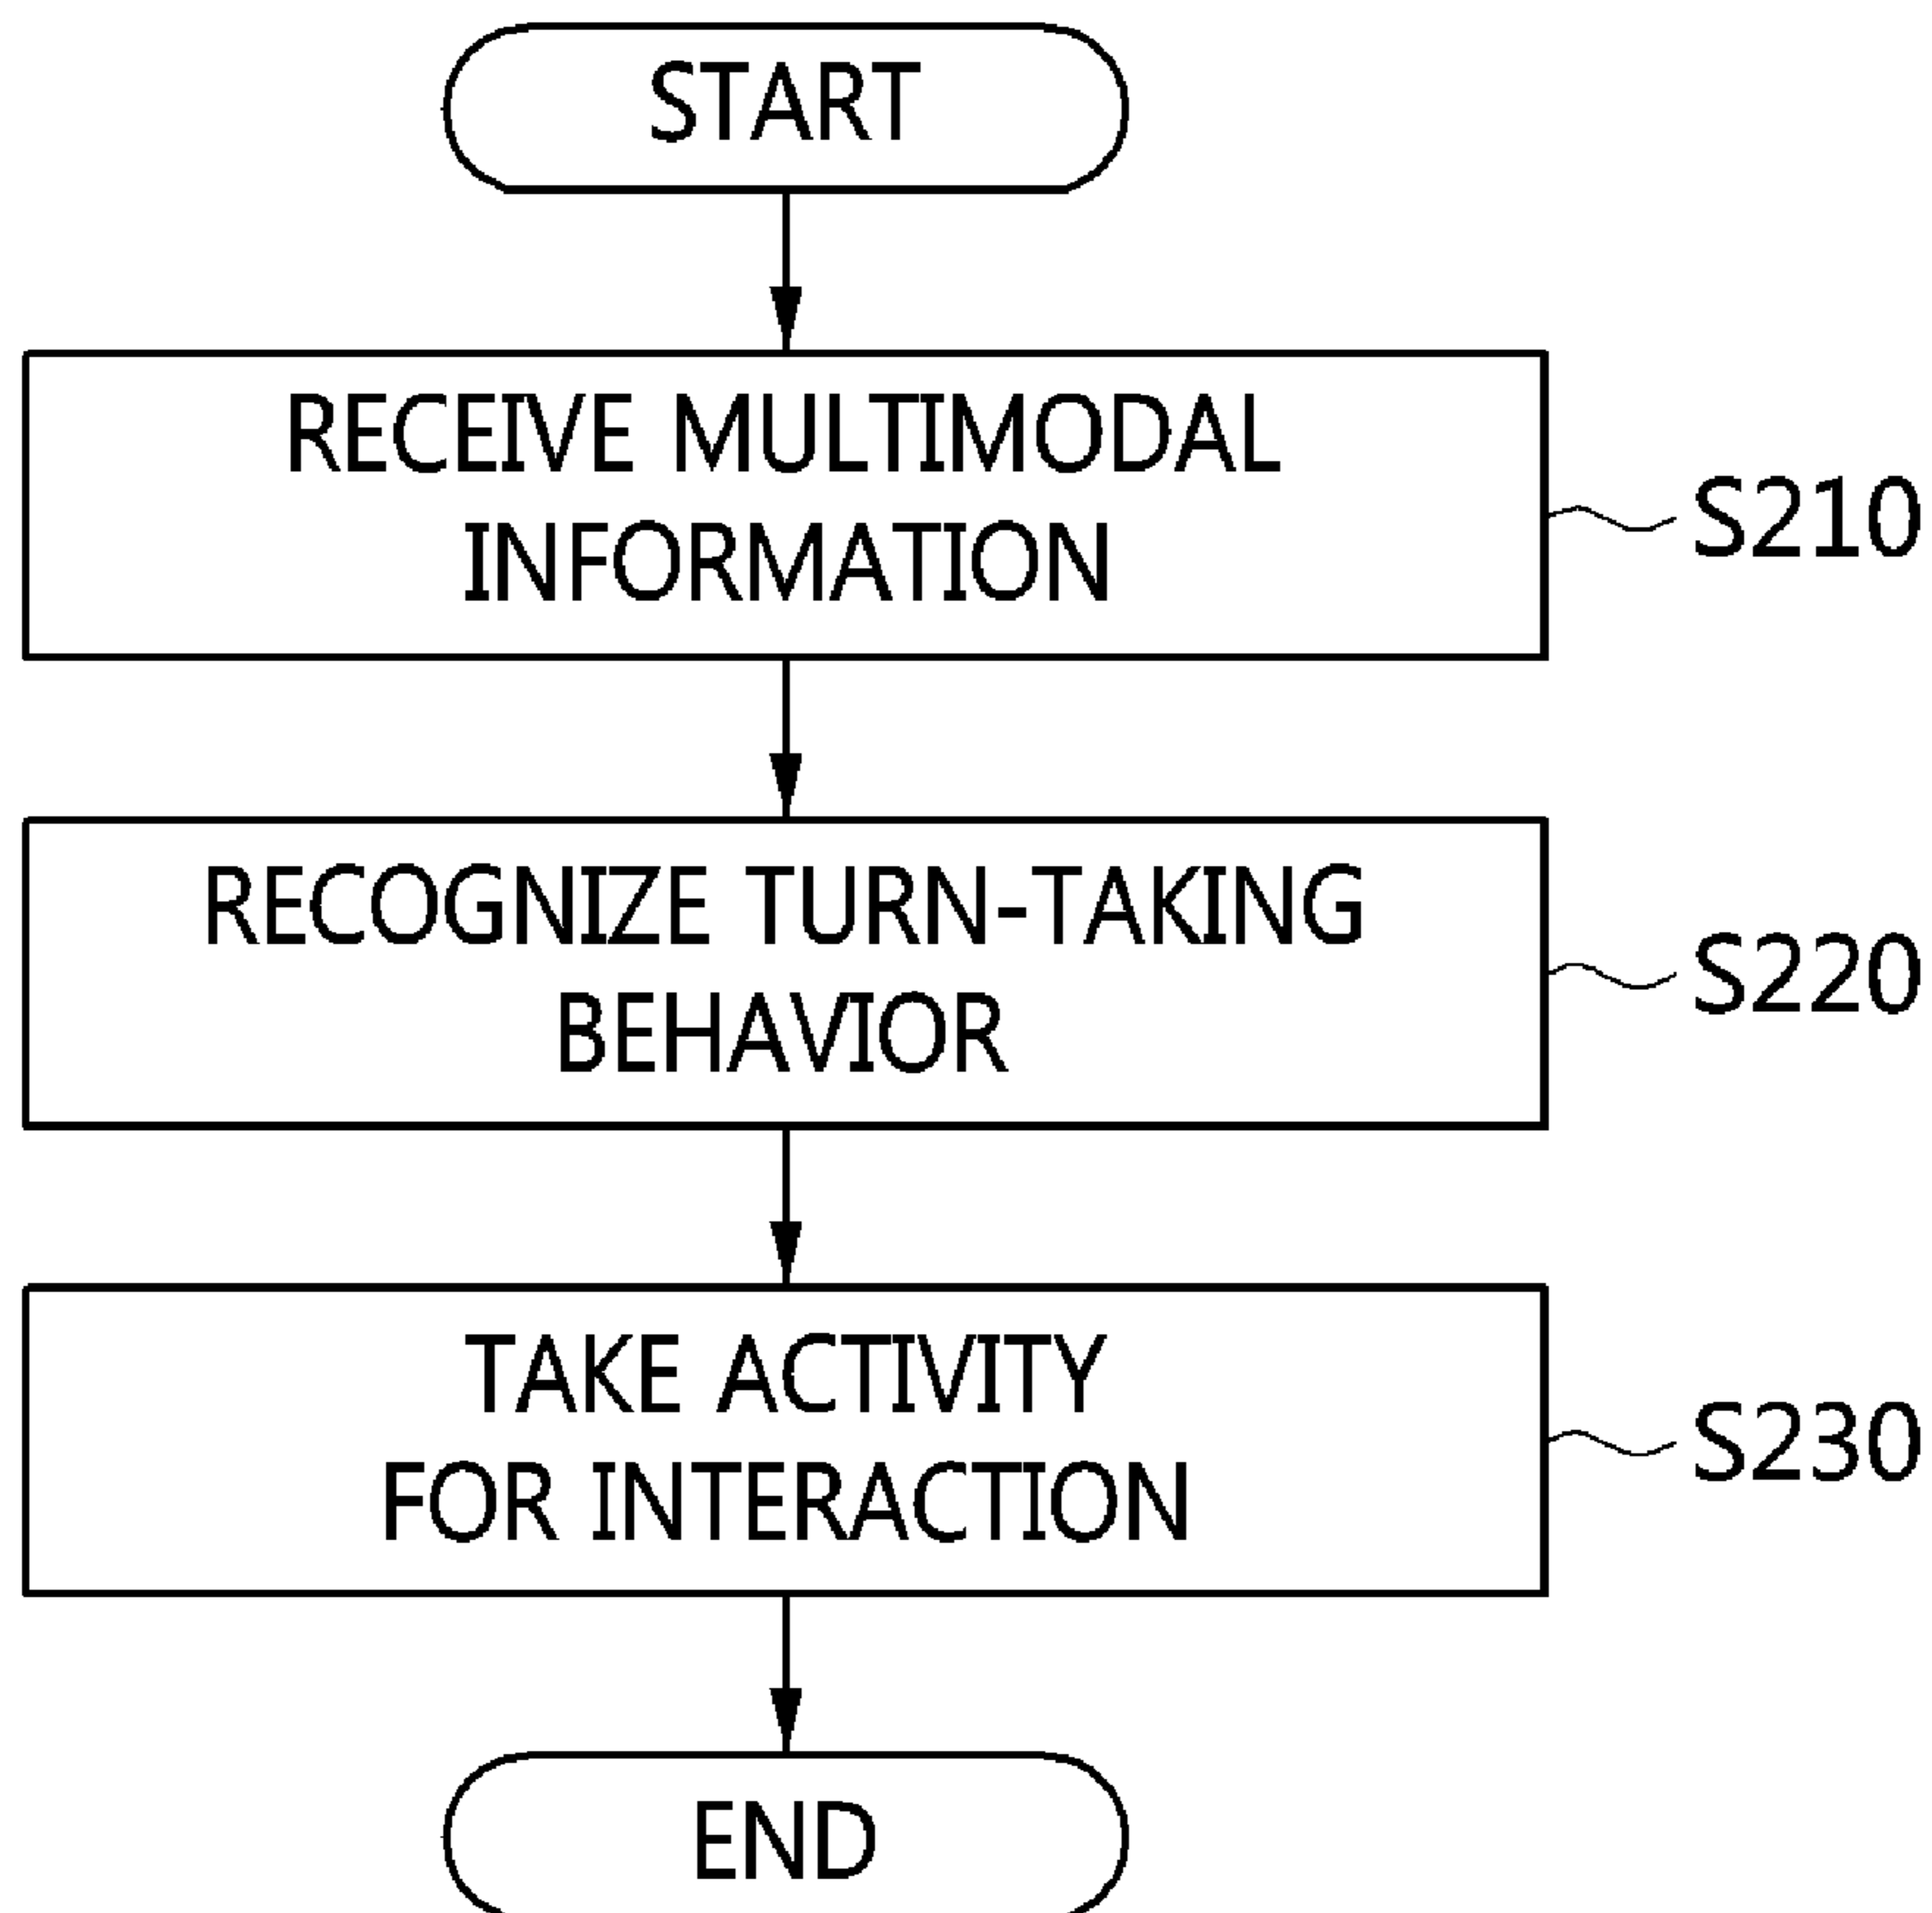 START
RECEIVE MULTIMODAL
INFORMATION
S210
RECOGNIZE TURN-TAKING
BEHAVIOR
S220
TAKE ACTIVITY
FOR INTERACTION
S230
END